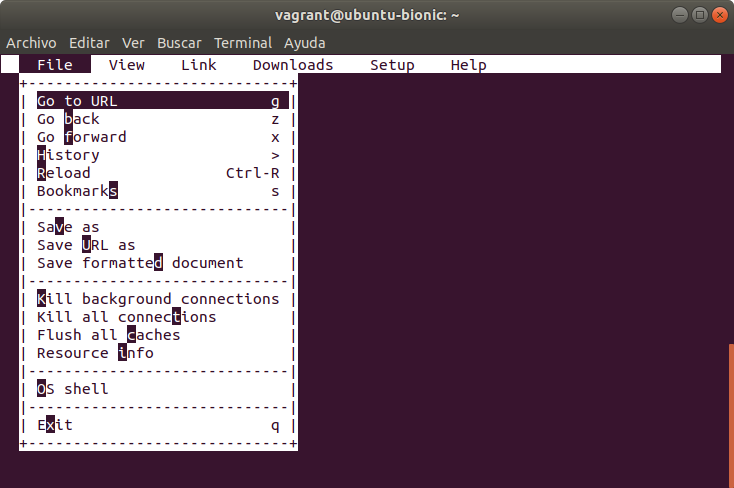 vagrant@ubuntu-bionic: ~
Archivo Editar Ver Buscar Terminal Ayuda
File View Link Downloads Setup Help
+-----------------------------+
| Go to URL g |
| Go back z |
| Go forward x |
| History > |
| Reload Ctrl-R |
| Bookmarks s |
|-----------------------------|
| Save as |
| Save URL as |
| Save formatted document |
|-----------------------------|
| Kill background connections |
| Kill all connections |
| Flush all caches |
| Resource info |
|-----------------------------|
| OS shell |
|-----------------------------|
| Exit q |
+-----------------------------+